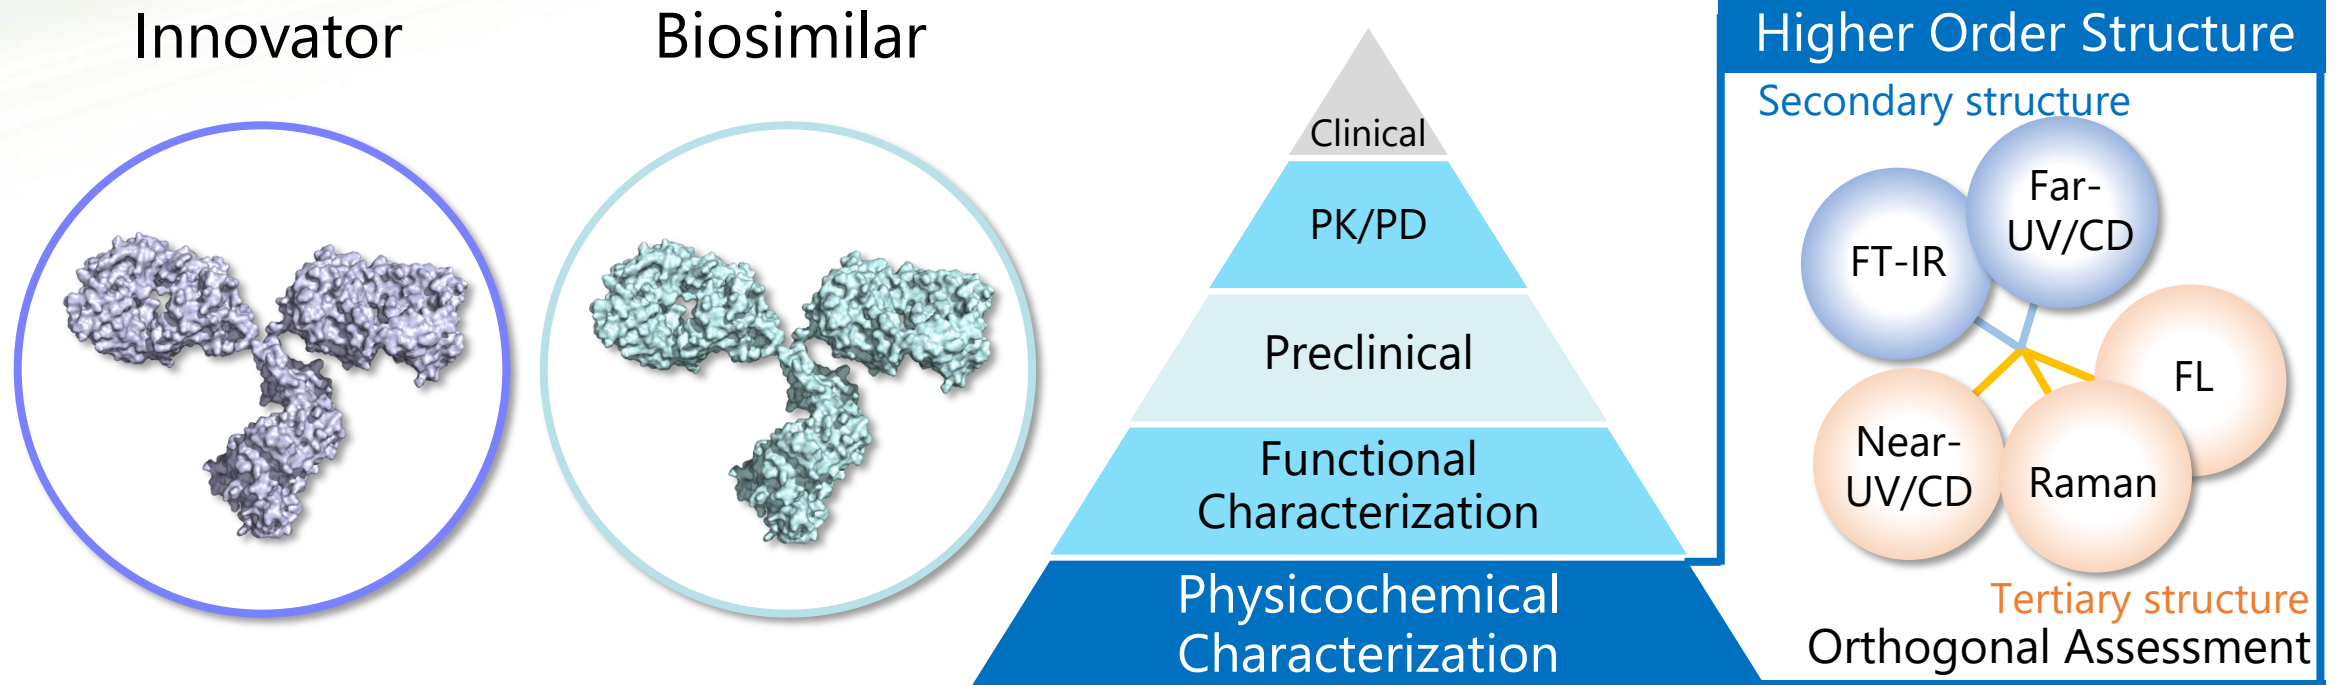 Innovator
Biosimilar
Clinical
PK/PD
Preclinical
Functional
Characterization
Physicochemical
Characterization
Higher Order Structure
Secondary structure
FT-IR
Far-
UV/CD
FL
Near-
UV/CD
Raman
Tertiary structure
Orthogonal Assessment